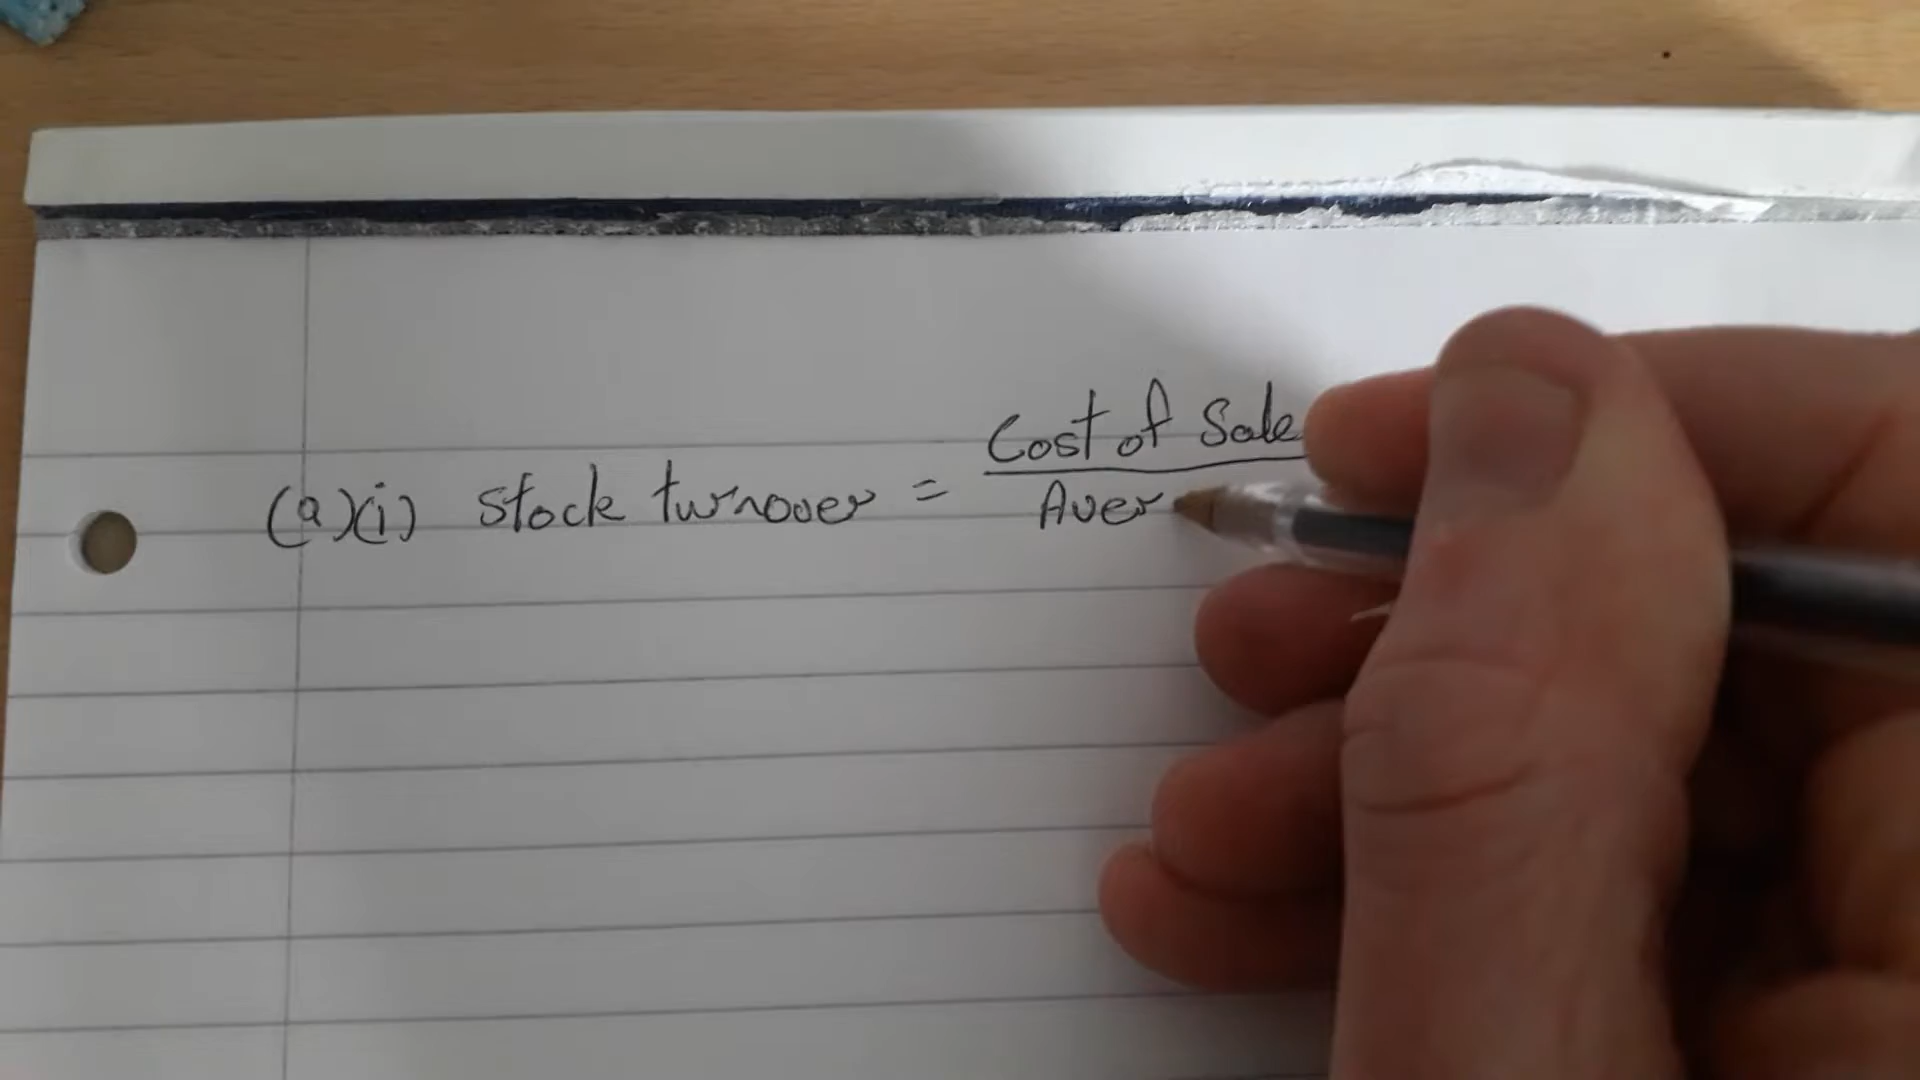 Cost of Sale
(a)(i) Stock turnover =
Aver